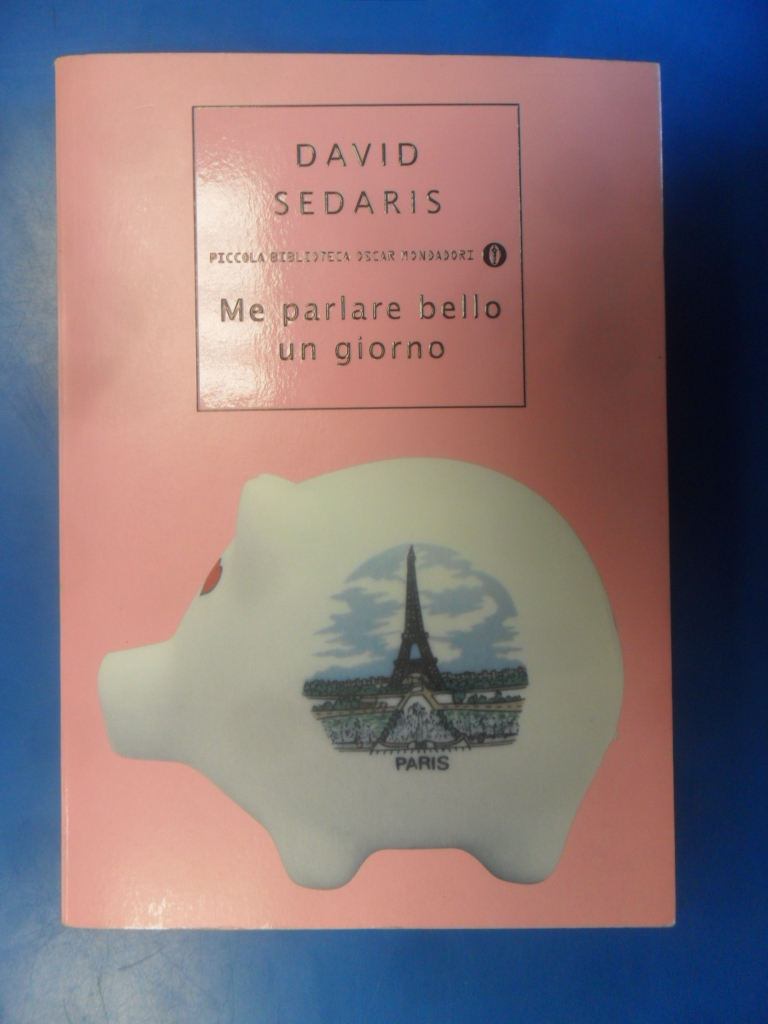 DAVID
SEDARIS
PICCOLA BIBLIOTECA OSCAR MONDADORI
Me parlare bello
un giorno
PARIS